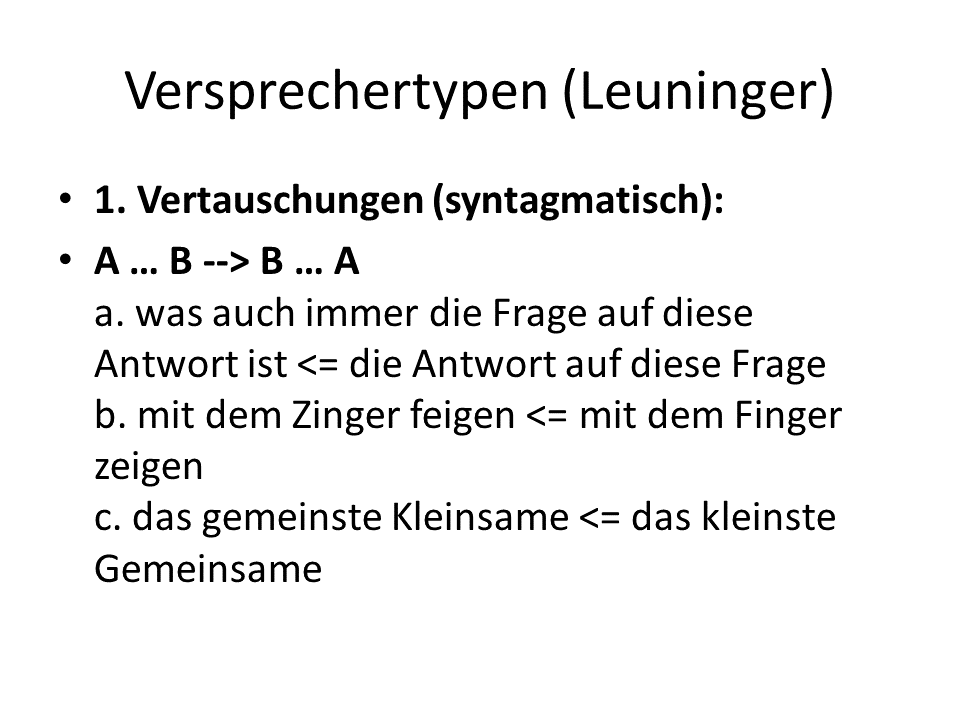 Versprechertypen (Leuninger)
• 1. Vertauschungen (syntagmatisch):
• A … B --> B … A
a. was auch immer die Frage auf diese
Antwort ist <= die Antwort auf diese Frage
b. mit dem Zinger feigen <= mit dem Finger
zeigen
c. das gemeinste Kleinsame <= das kleinste
Gemeinsame